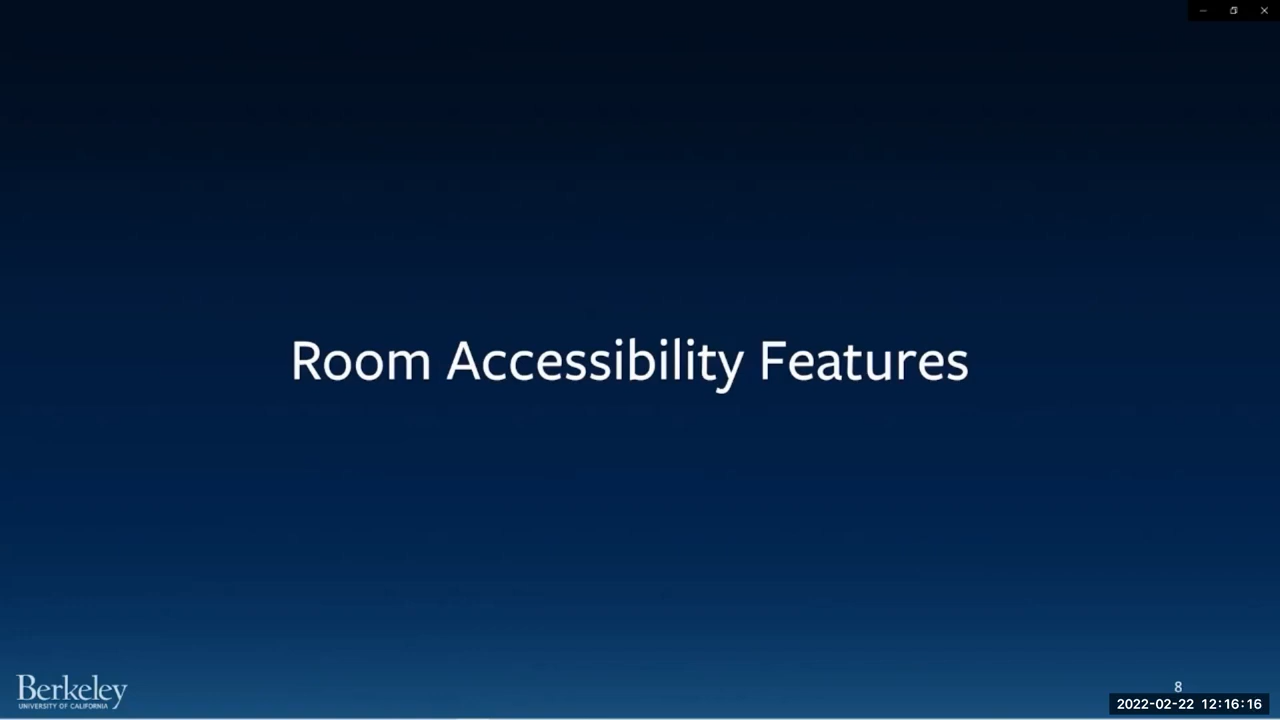 Room Accessibility Features
Berkeley
UNIVERSITY OF CALIFORNIA
8
2022-02-22 12:16:16